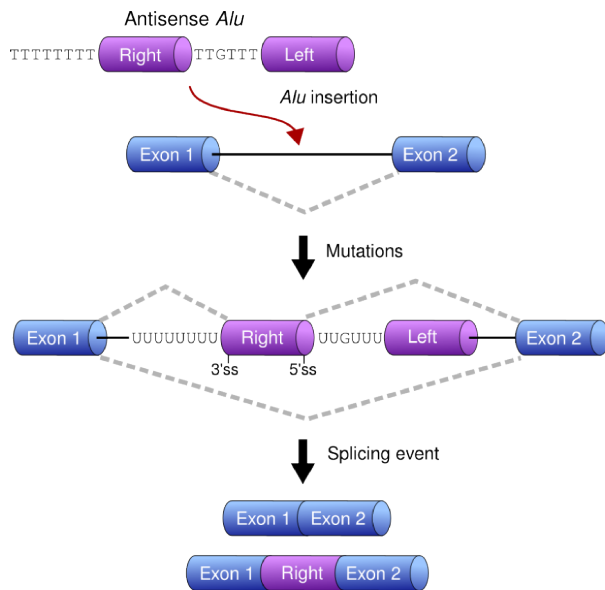 Antisense Alu
TTTTTTTT Right TTGTTT Left
Alu insertion
Exon 1 Exon 2
Mutations
Exon 1 UUUUUUUU Right UUGUUU Left Exon 2
3'ss 5'ss
Splicing event
Exon 1 Exon 2
Exon 1 Right Exon 2